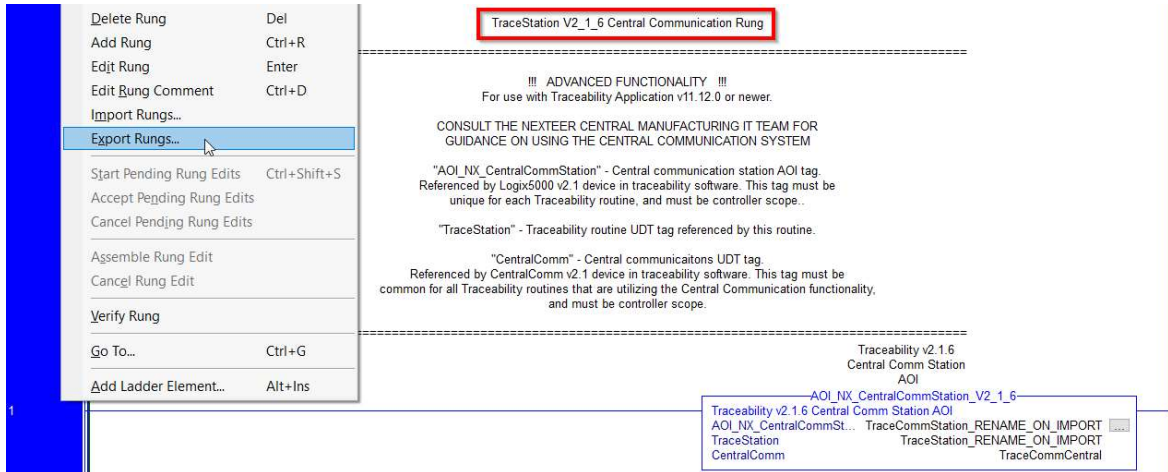 Delete Rung Del
Add Rung Ctrl+R
Edit Rung Enter
Edit Rung Comment Ctrl+D
Import Rungs...
Export Rungs...
Start Pending Rung Edits Ctrl+Shift+S
Accept Pending Rung Edits
Cancel Pending Rung Edits
Assemble Rung Edit
Cancel Rung Edit
Verify Rung
Go To... Ctrl+G
Add Ladder Element... Alt+Ins
TraceStation V2_1_6 Central Communication Rung
==========================================================================
!!! ADVANCED FUNCTIONALITY !!!
For use with Traceability Application v11.12.0 or newer.
CONSULT THE NEXTEER CENTRAL MANUFACTURING IT TEAM FOR
GUIDANCE ON USING THE CENTRAL COMMUNICATION SYSTEM
"AOI_NX_CentralCommStation" - Central communication station AOI tag.
Referenced by Logix5000 v2.1 device in traceability software. This tag must be
unique for each Traceability routine, and must be controller scope..
"TraceStation" - Traceability routine UDT tag referenced by this routine.
"CentralComm" - Central communicaitons UDT tag.
Referenced by CentralComm v2.1 device in traceability software. This tag must be
common for all Traceability routines that are utilizing the Central Communication functionality,
and must be controller scope.
==========================================================================
Traceability v2.1.6
Central Comm Station
AOI
AOI_NX_CentralCommStation_V2_1_6
Traceability v2.1.6 Central Comm Station AOI
AOI_NX_CentralCommSt... TraceCommStation_RENAME_ON_IMPORT ...
TraceStation TraceStation_RENAME_ON_IMPORT
CentralComm TraceCommCentral
1